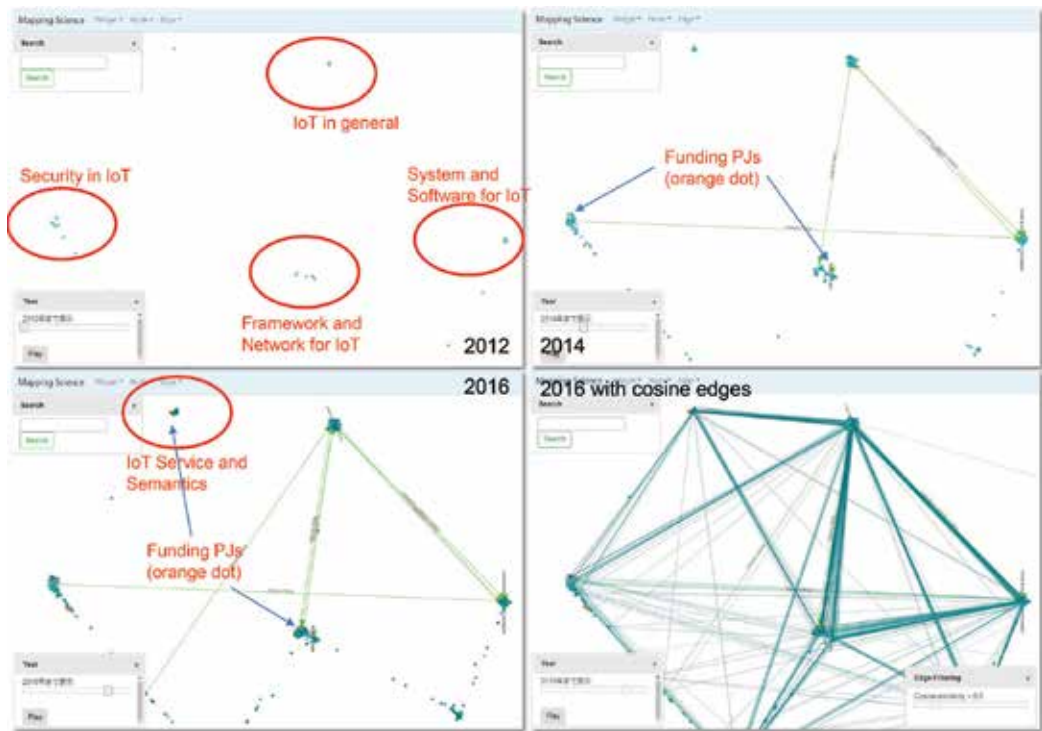 Mapping Science
Search
Search
IoT in general
Security in IoT
System and
Software for IoT
Framework and
Network for IoT
Year
Play
2012
Mapping Science
Search
Search
Funding PJs
(orange dot)
Year
Play
2014
Mapping Science
2016
Search
Search
IoT Service and
Semantics
Funding PJs
(orange dot)
Year
Play
2016 with cosine edges
Search
Search
Year
Play
Edge Filtering